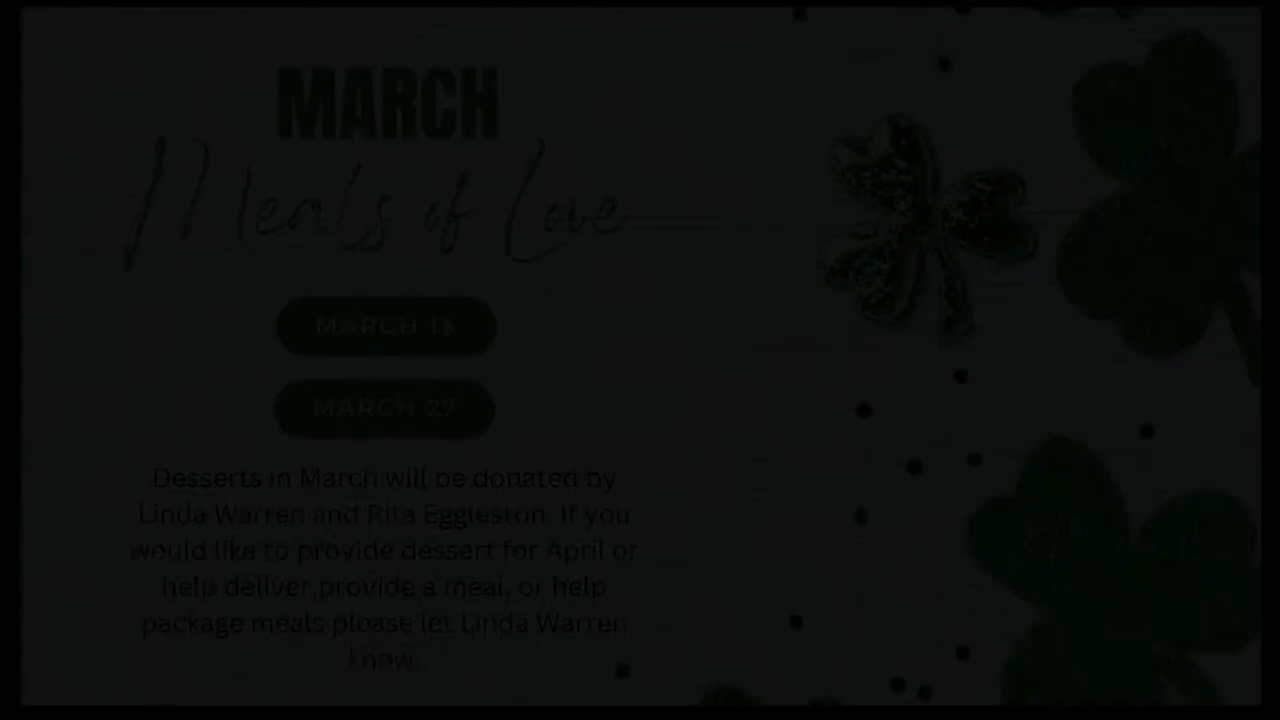 MARCH
of Love
MARCH 13
MARCH 27
Desserts in March will be donated by
Linda Warren and Rita Eggleston. If you
would like to provide dessert for April or
help deliver,provide a meal, or help
package meals please let Linda Warren
know.